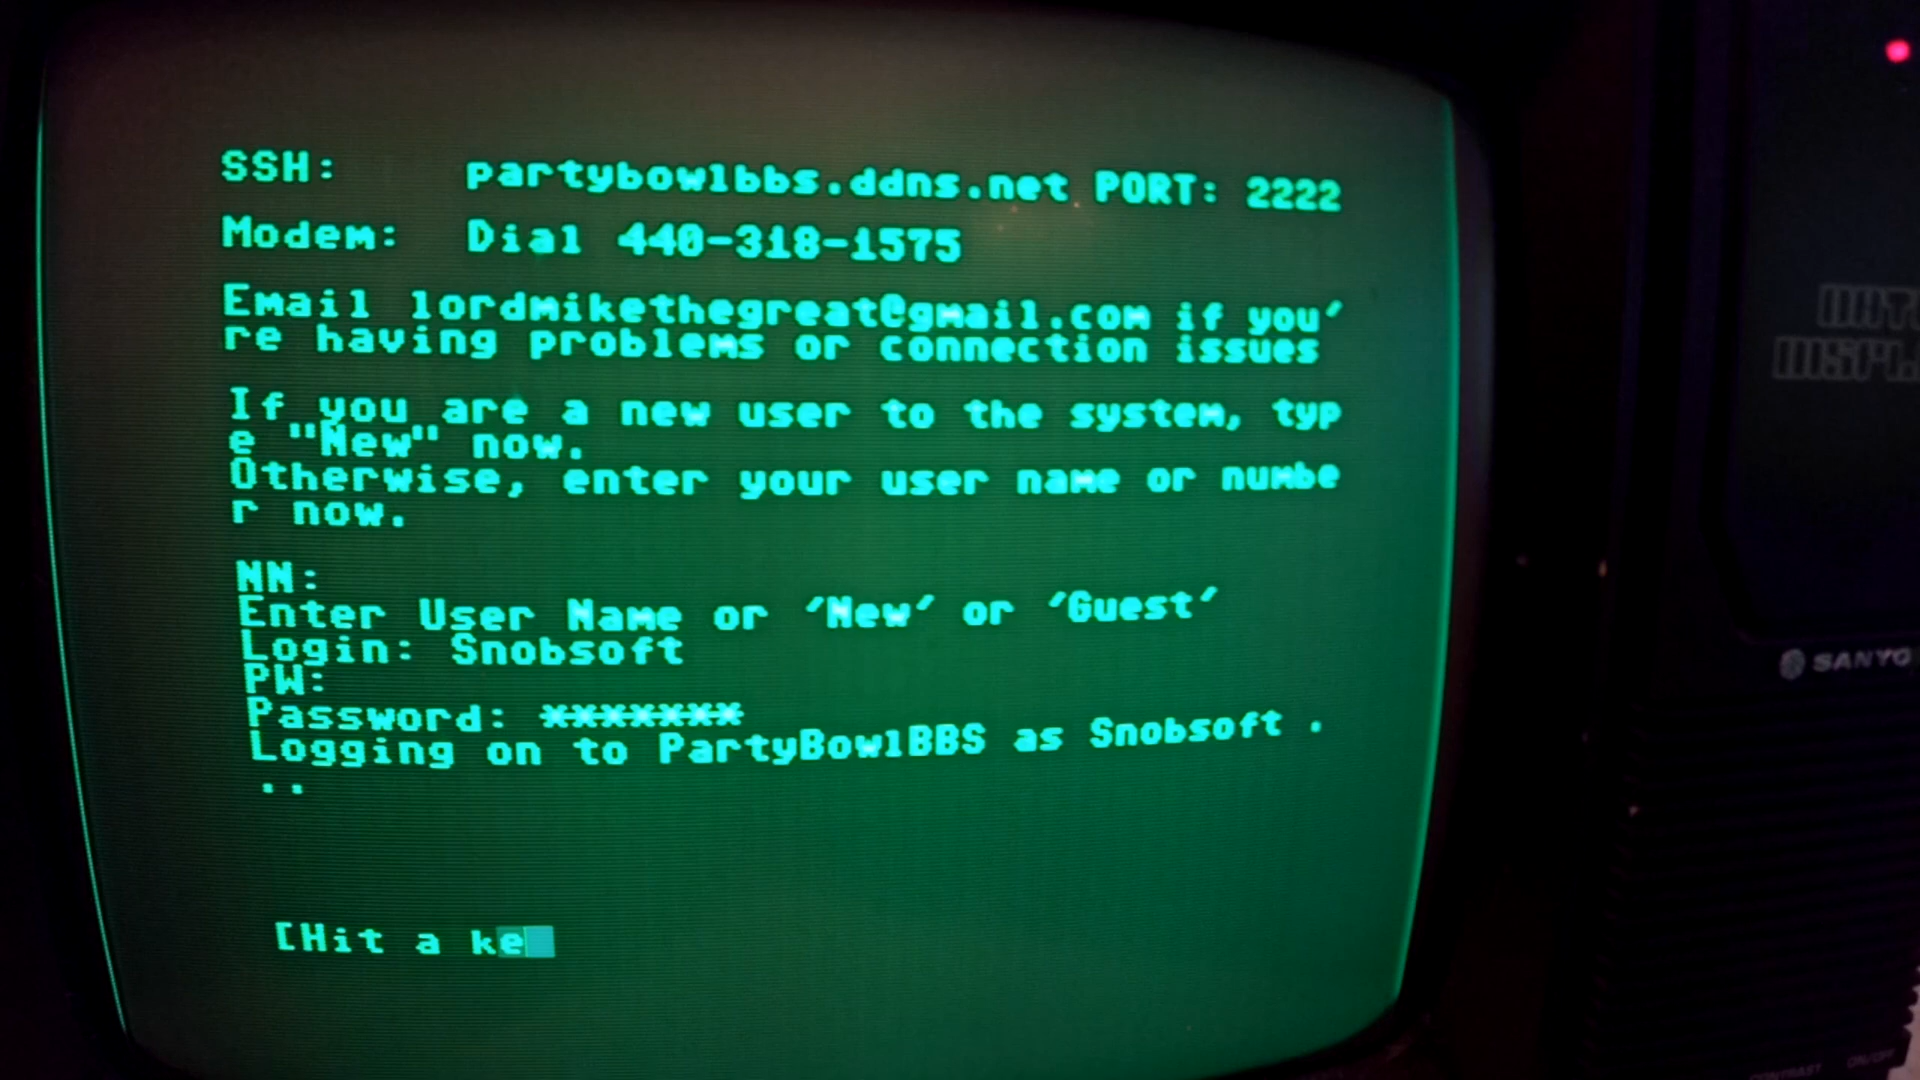 SSH: partybowlbbs.ddns.net PORT: 2222
Modem: Dial 440-318-1575
Email lordmikethegreat@gmail.com if you'
re having problems or connection issues
If you are a new user to the system, typ
e "New" now.
Otherwise, enter your user name or numbe
r now.
NN:
Enter User Name or 'New' or 'Guest'
Login: Snobsoft
PW:
Password: *******
Logging on to PartyBowlBBS as Snobsoft .
..
[Hit a ke
SANYO
CONTRAST ON/OFF